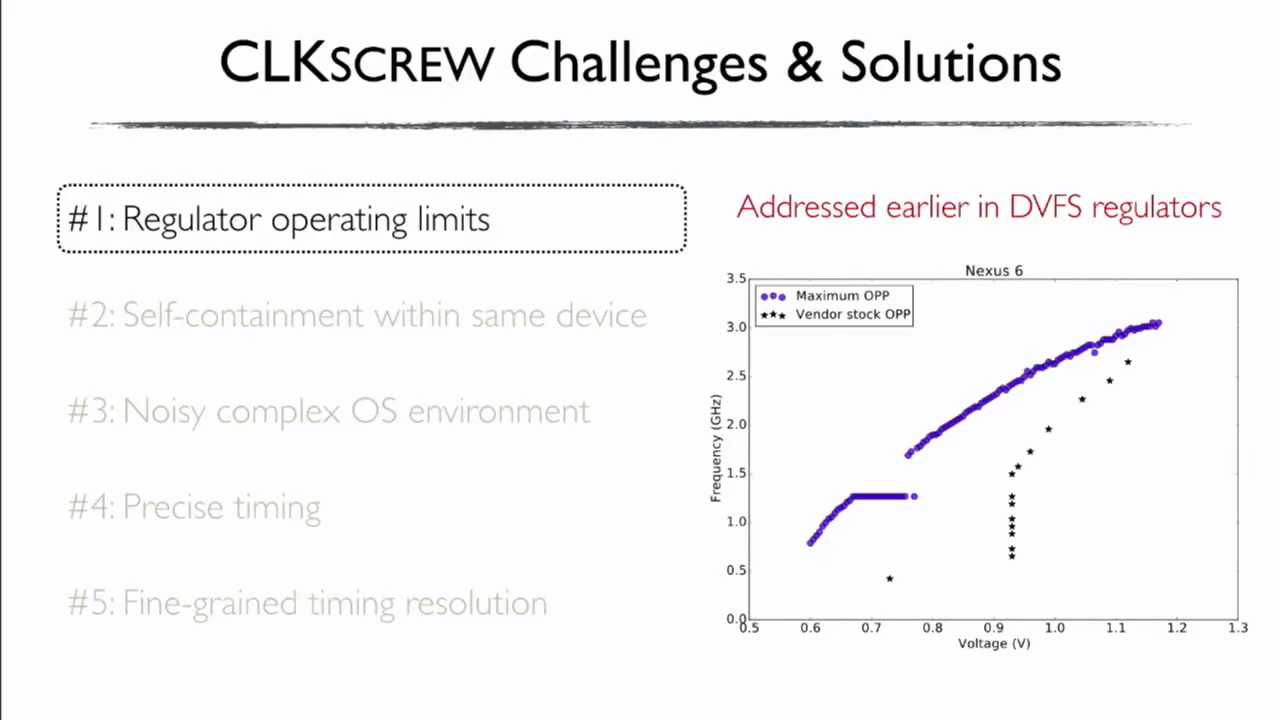 CLKSCREW Challenges & Solutions
#1: Regulator operating limits
#2: Self-containment within same device
#3: Noisy complex OS environment
#4: Precise timing
#5: Fine-grained timing resolution
Addressed earlier in DVFS regulators
Nexus 6
Maximum OPP
Vendor stock OPP
Frequency (GHz)
3.5
3.0
2.5
2.0
1.5
1.0
0.5
0.0
0.5 0.6 0.7 0.8 0.9 1.0 1.1 1.2 1.3
Voltage (V)